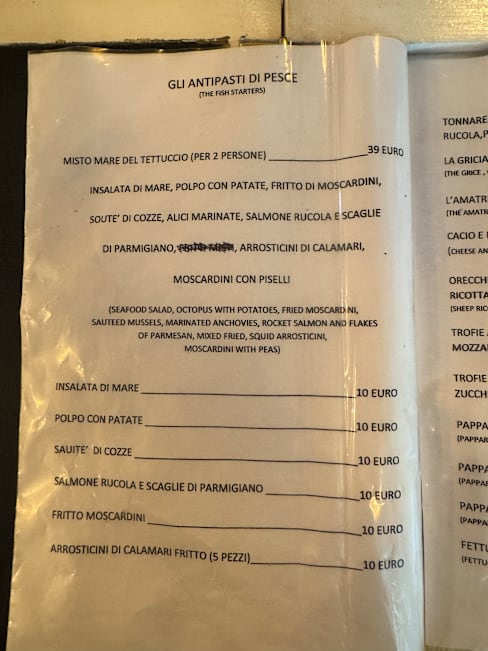 GLI ANTIPASTI DI PESCE
(THE FISH STARTERS)
MISTO MARE DEL TETTUCCIO (PER 2 PERSONE) 39 EURO
INSALATA DI MARE, POLPO CON PATATE, FRITTO DI MOSCARDINI,
SOUTE' DI COZZE, ALICI MARINATE, SALMONE RUCOLA E SCAGLIE
DI PARMIGIANO, , ARROSTICINI DI CALAMARI,
MOSCARDINI CON PISELLI
(SEAFOOD SALAD, OCTOPUS WITH POTATOES, FRIED MOSCARDINI,
SAUTEED MUSSELS, MARINATED ANCHOVIES, ROCKET SALMON AND FLAKES
OF PARMESAN, MIXED FRIED, SQUID ARROSTICINI,
MOSCARDINI WITH PEAS)
INSALATA DI MARE 10 EURO
POLPO CON PATATE 10 EURO
SAUITE' DI COZZE 10 EURO
SALMONE RUCOLA E SCAGLIE DI PARMIGIANO 10 EURO
FRITTO MOSCARDINI 10 EURO
ARROSTICINI DI CALAMARI FRITTO (5 PEZZI) 10 EURO
TONNARE
RUCOLA,P
LA GRICIA
(THE GRICE ,
L'AMATR
(THE AMATR
CACIO E
(CHEESE AN
ORECCHI
RICOTTA
(SHEEP RIC
TROFIE
MOZZA
TROFIE
ZUCCH
PAPPA
(PAPPAR
PAPPA
(PAPPAR
PAPPA
(PAPPA
FETTU
(FETTU